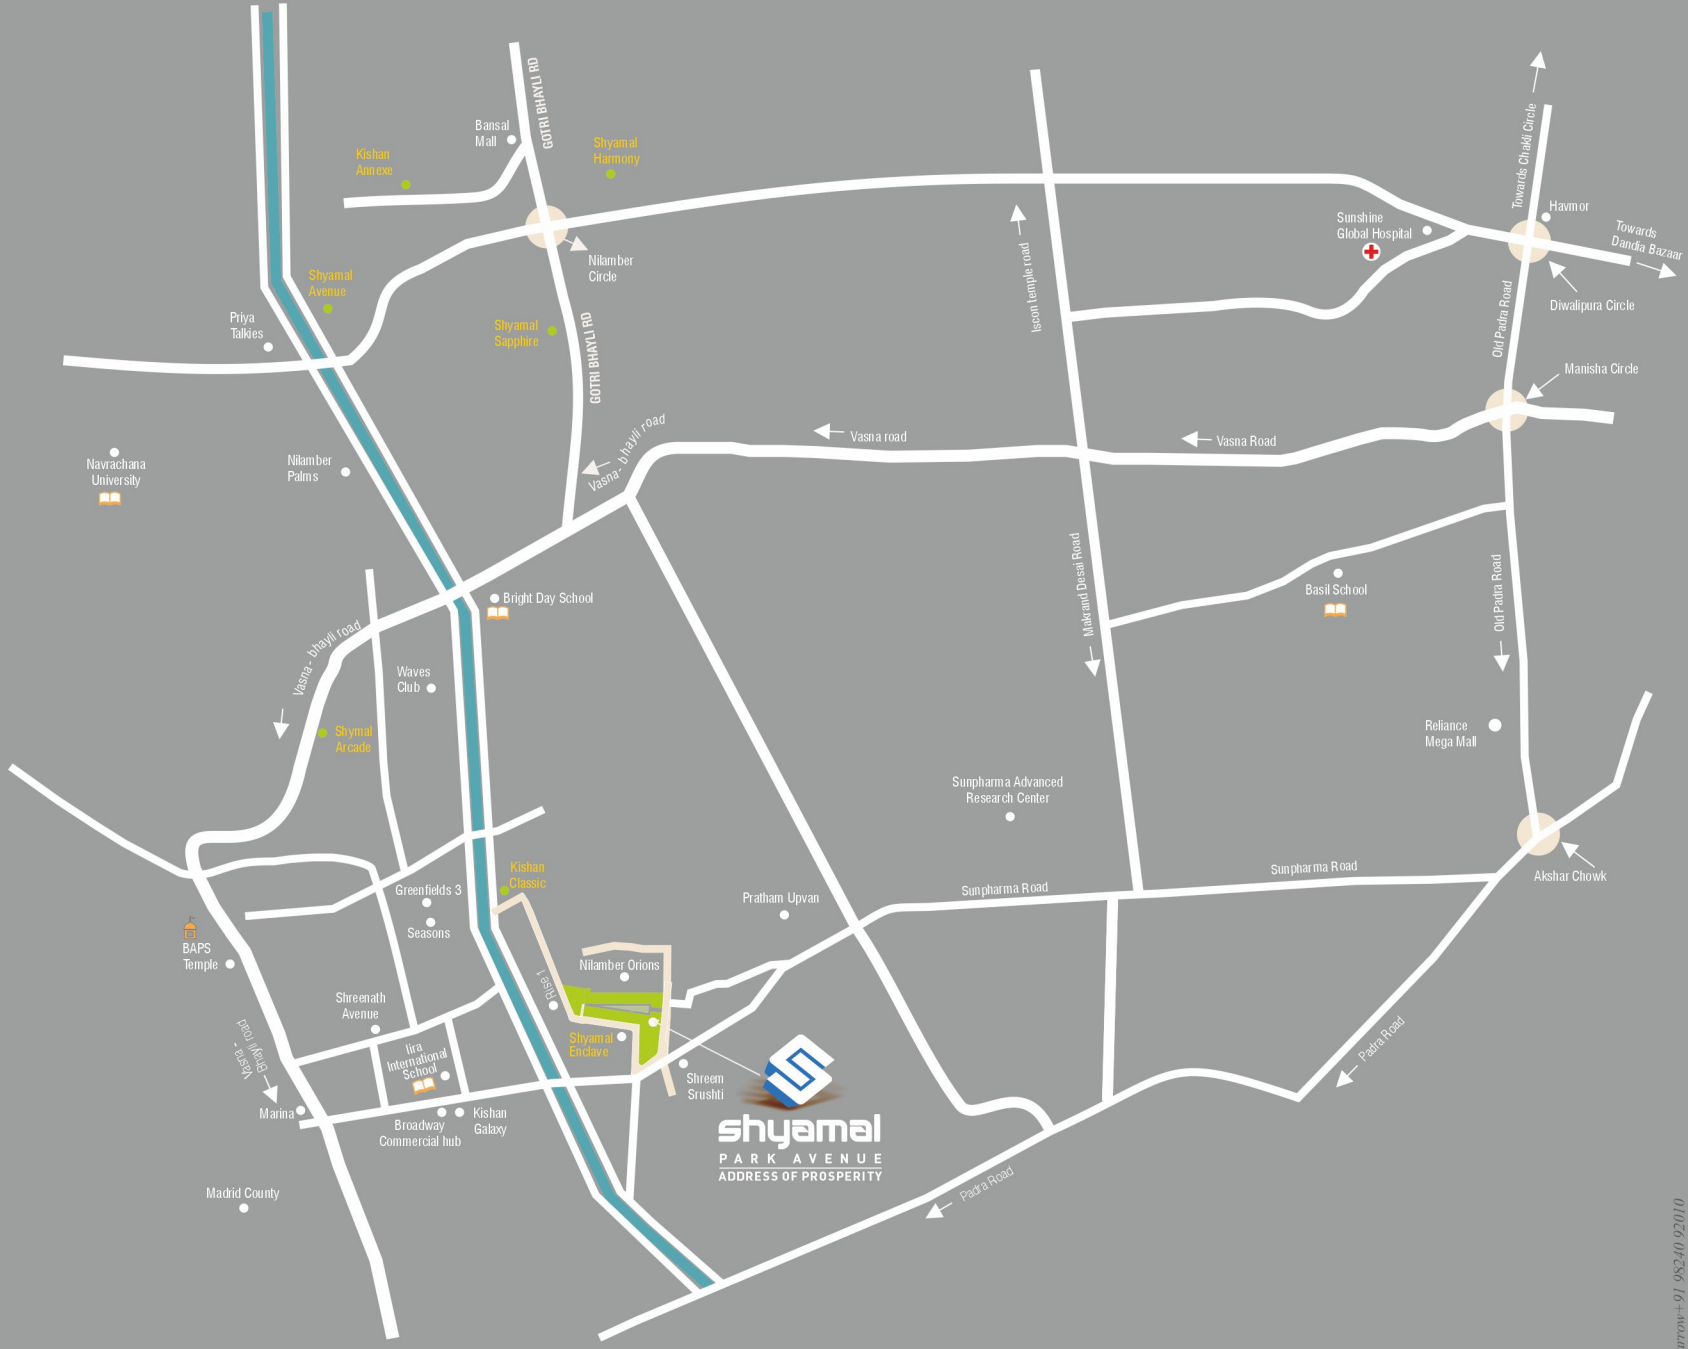 GOTRI BHAYLI RD
Bansal
Mall
Shyamal
Harmony
Kishan
Annexe
Towards Chakli Circle
Havmor
Towards
Dandia Bazaar
Sunshine
Global Hospital
Nilamber
Circle
Iscon temple road
Shyamal
Avenue
Diwalipura Circle
Priya
Talkies
Shyamal
Sapphire
GOTRI BHAYLI RD
Old Padra Road
Manisha Circle
Vasna- bhayli road
Vasna road
Vasna Road
Navrachana
University
Nilamber
Palms
Makrand Desai Road
Old Padra Road
Basil School
Bright Day School
Vasna- bhayli road
Waves
Club
Shymal
Arcade
Reliance
Mega Mall
Sunpharma Advanced
Research Center
Kishan
Classic
Greenfields 3
Seasons
Pratham Upvan
Sunpharma Road
Sunpharma Road
Akshar Chowk
BAPS
Temple
Nilamber Orions
Rise 1
Shreenath
Avenue
Shyamal
Enclave
Padra Road
Vasna-
Bhayli road
Iira
International
School
Shreem
Srushti
Marina
Broadway
Commercial hub
Kishan
Galaxy
shyamal
PARK AVENUE
ADDRESS OF PROSPERITY
Madrid County
Padra Road